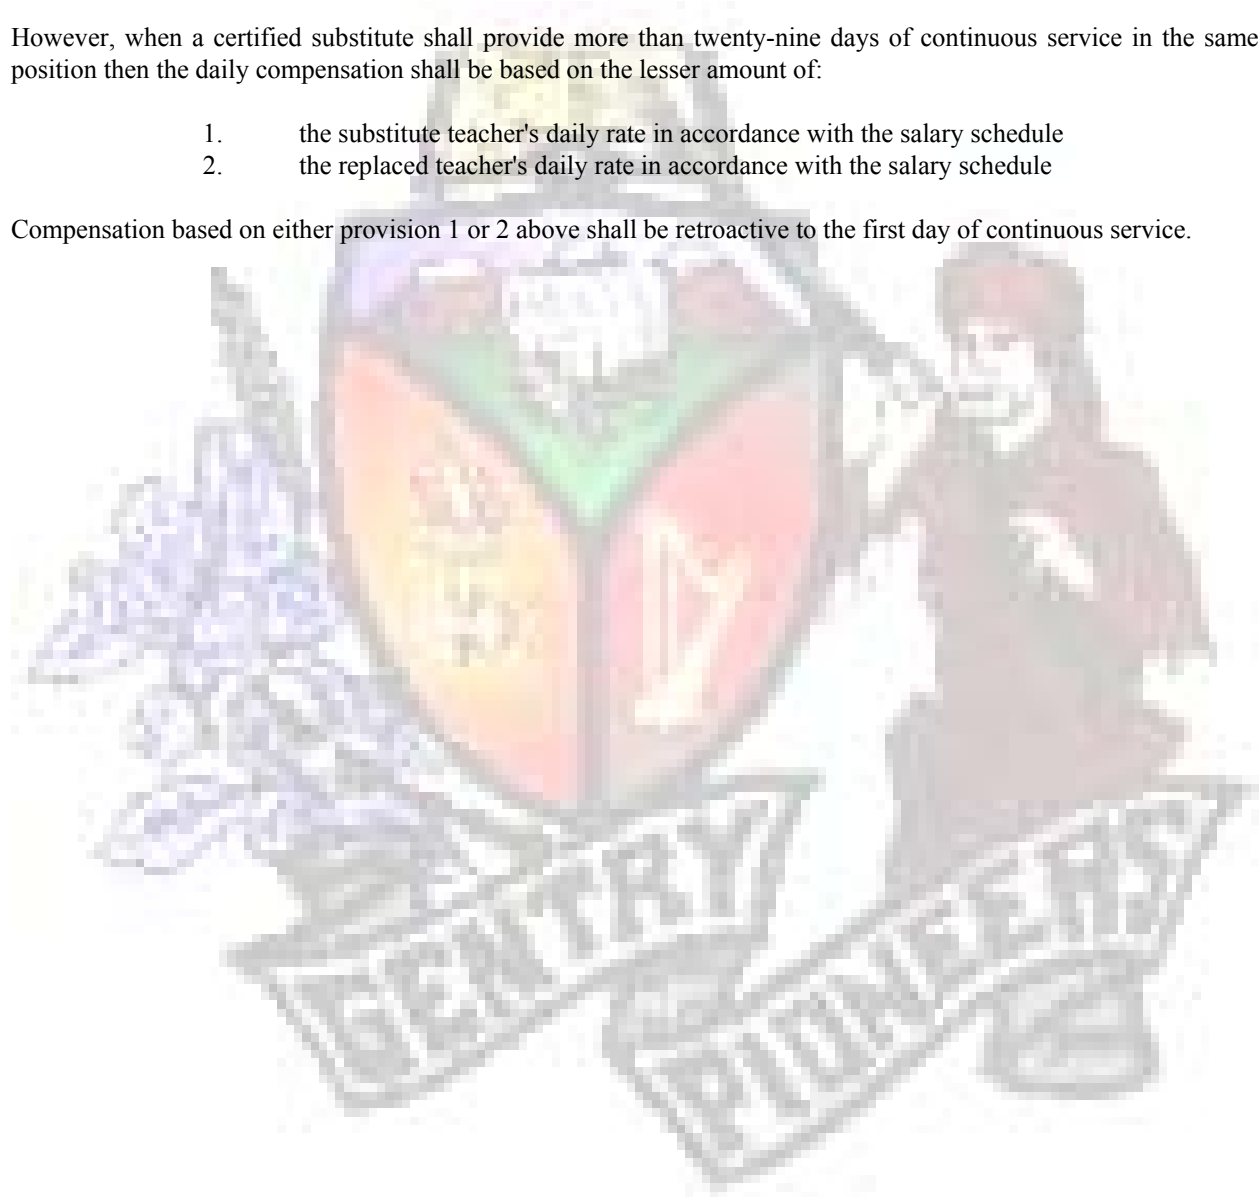 However, when a certified substitute shall provide more than twenty-nine days of continuous service in the same
position then the daily compensation shall be based on the lesser amount of:
1. the substitute teacher's daily rate in accordance with the salary schedule
2. the replaced teacher's daily rate in accordance with the salary schedule
Compensation based on either provision 1 or 2 above shall be retroactive to the first day of continuous service.
GENTRY
PIONEERS